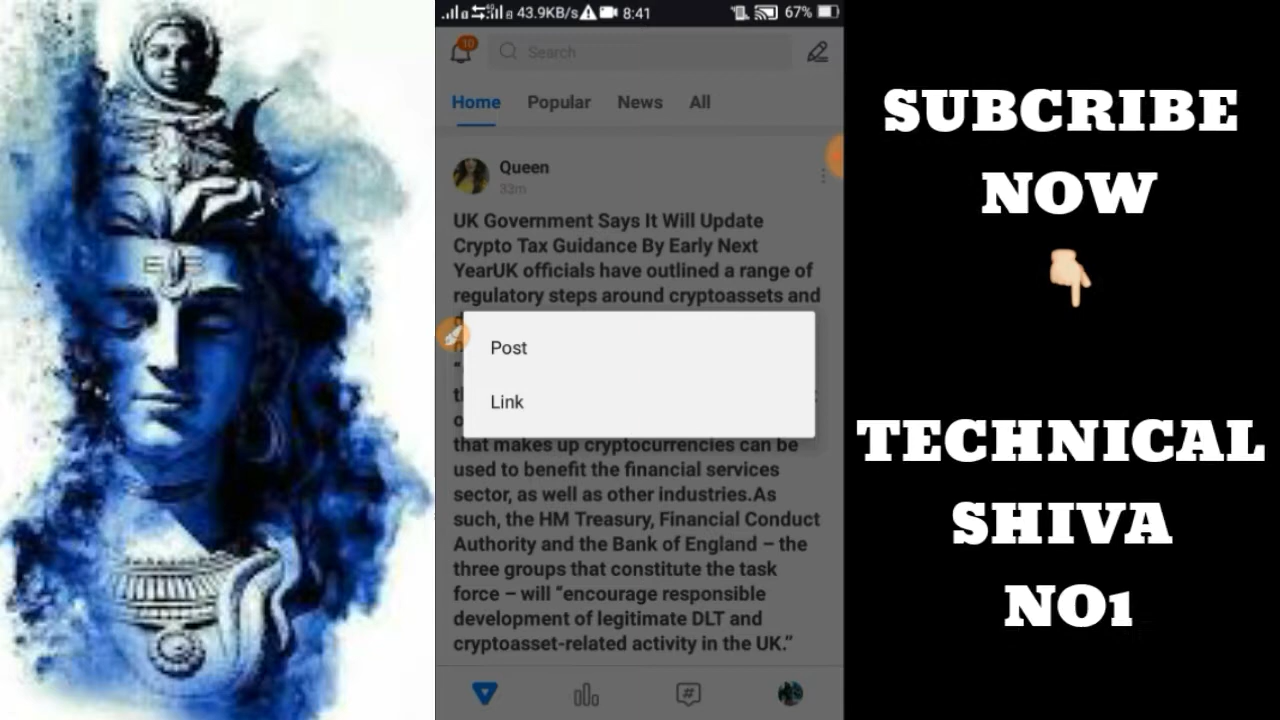 43.9KB/s 8:41 67%
10
Search
Home Popular News All
Queen
33m
UK Government Says It Will Update
Crypto Tax Guidance By Early Next
YearUK officials have outlined a range of
regulatory steps around cryptoassets and
Post
Link
that makes up cryptocurrencies can be
used to benefit the financial services
sector, as well as other industries.As
such, the HM Treasury, Financial Conduct
Authority and the Bank of England – the
three groups that constitute the task
force – will “encourage responsible
development of legitimate DLT and
cryptoasset-related activity in the UK.”
SUBCRIBE
NOW
TECHNICAL
SHIVA
NO1